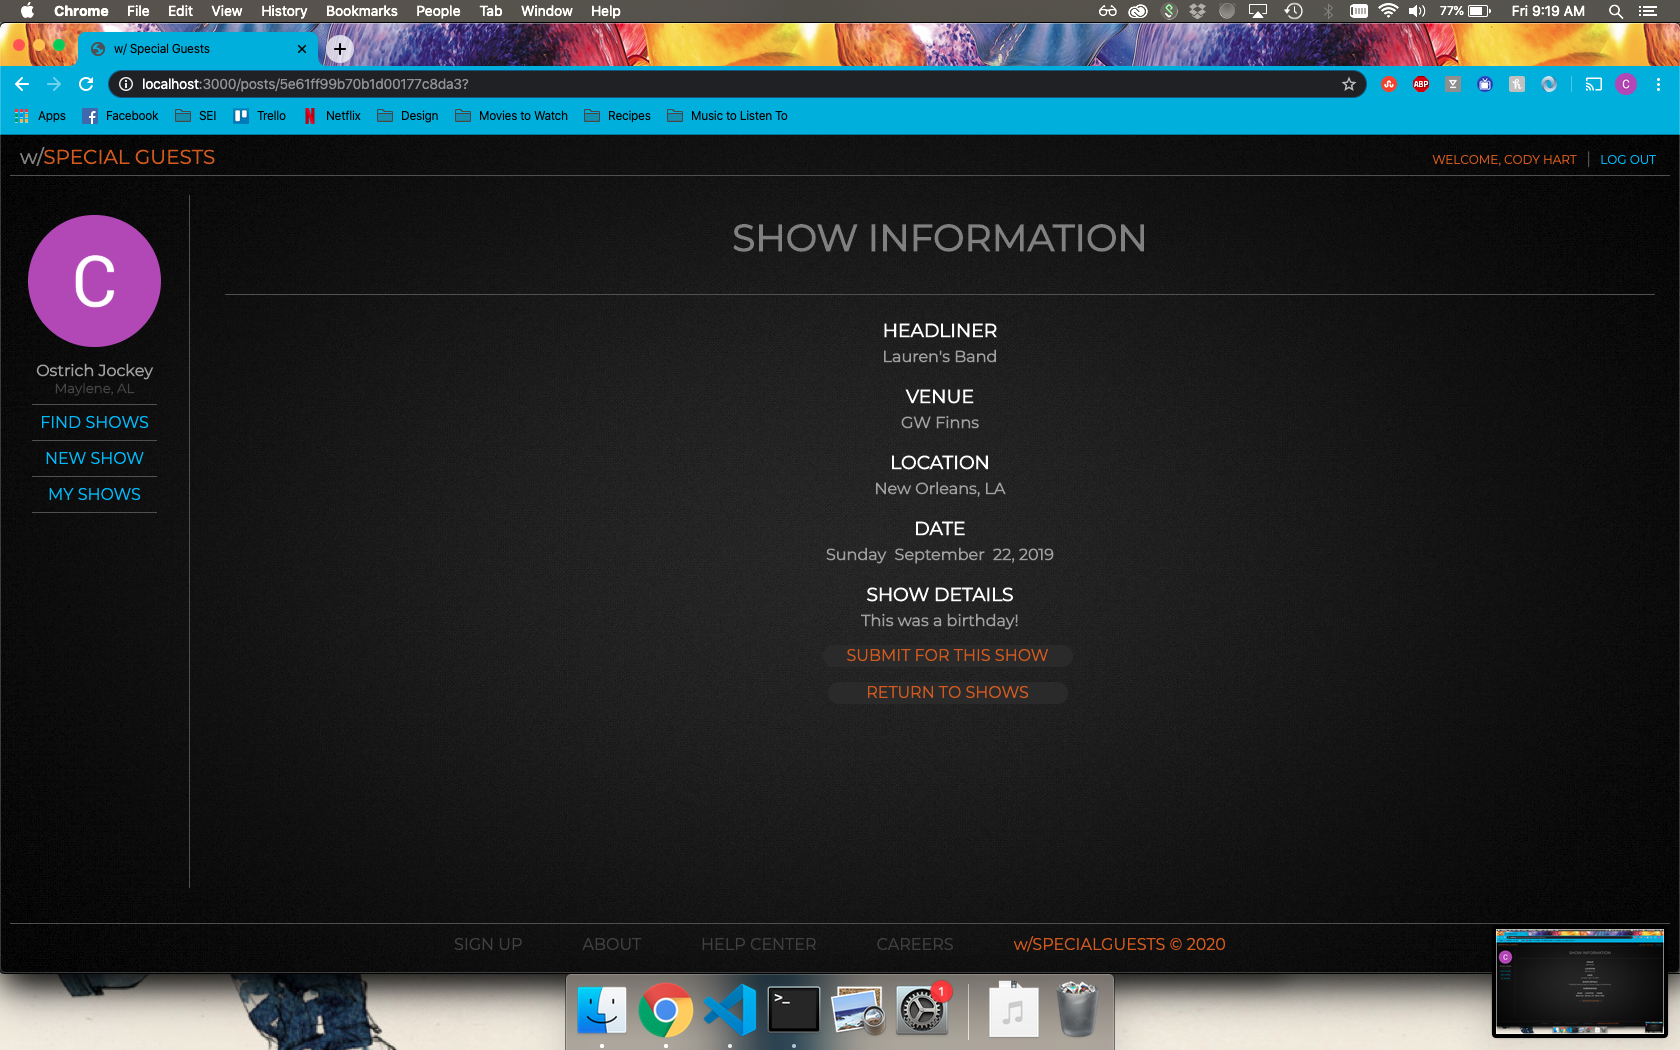 Chrome File Edit View History Bookmarks People Tab Window Help 77% Fri 9:19 AM
w/ Special Guests
localhost:3000/posts/5e61ff99b70b1d00177c8da3?
ABP C
Apps Facebook SEI Trello Netflix Design Movies to Watch Recipes Music to Listen To
w/SPECIAL GUESTS WELCOME, CODY HART LOG OUT
C
Ostrich Jockey
Maylene, AL
FIND SHOWS
NEW SHOW
MY SHOWS
SHOW INFORMATION
HEADLINER
Lauren's Band
VENUE
GW Finns
LOCATION
New Orleans, LA
DATE
Sunday September 22, 2019
SHOW DETAILS
This was a birthday!
SUBMIT FOR THIS SHOW
RETURN TO SHOWS
SIGN UP ABOUT HELP CENTER CAREERS w/SPECIALGUESTS © 2020
SHOW INFORMATION
C
>_
1